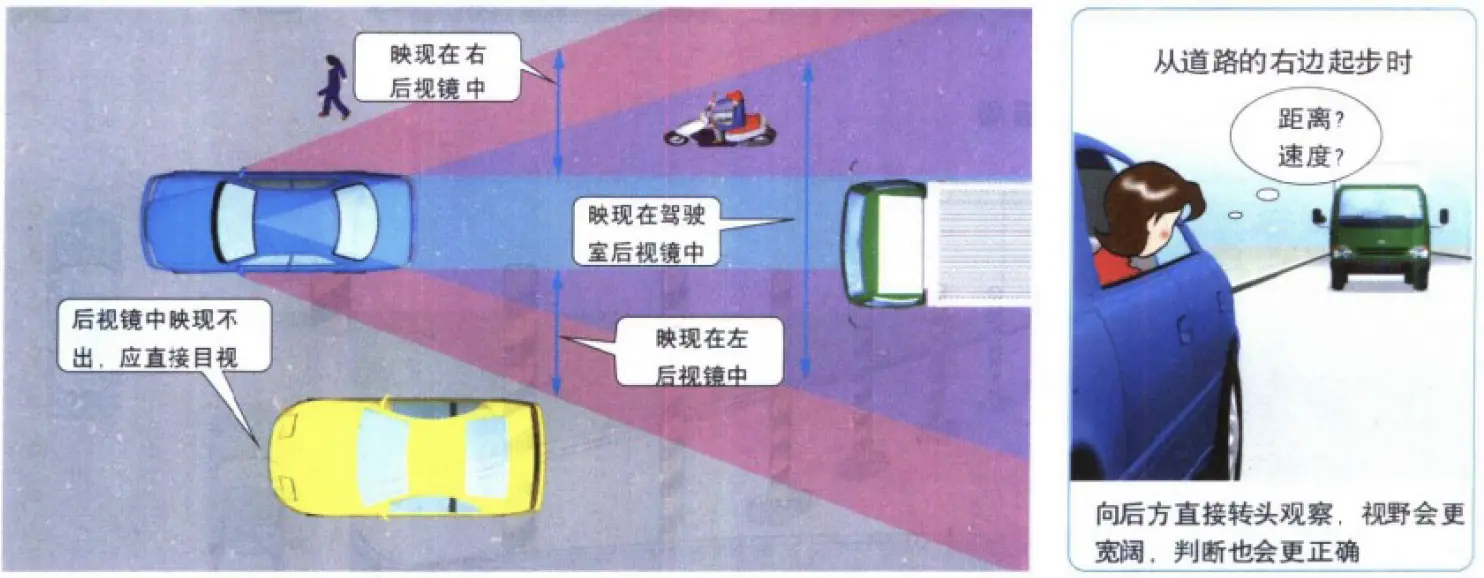 映现在右
后视镜中
映现在驾驶
室后视镜中
后视镜中映现不
出，应直接目视
映现在左
后视镜中
从道路的右边起步时
距离？
速度？
向后方直接转头观察，视野会更
宽阔，判断也会更正确